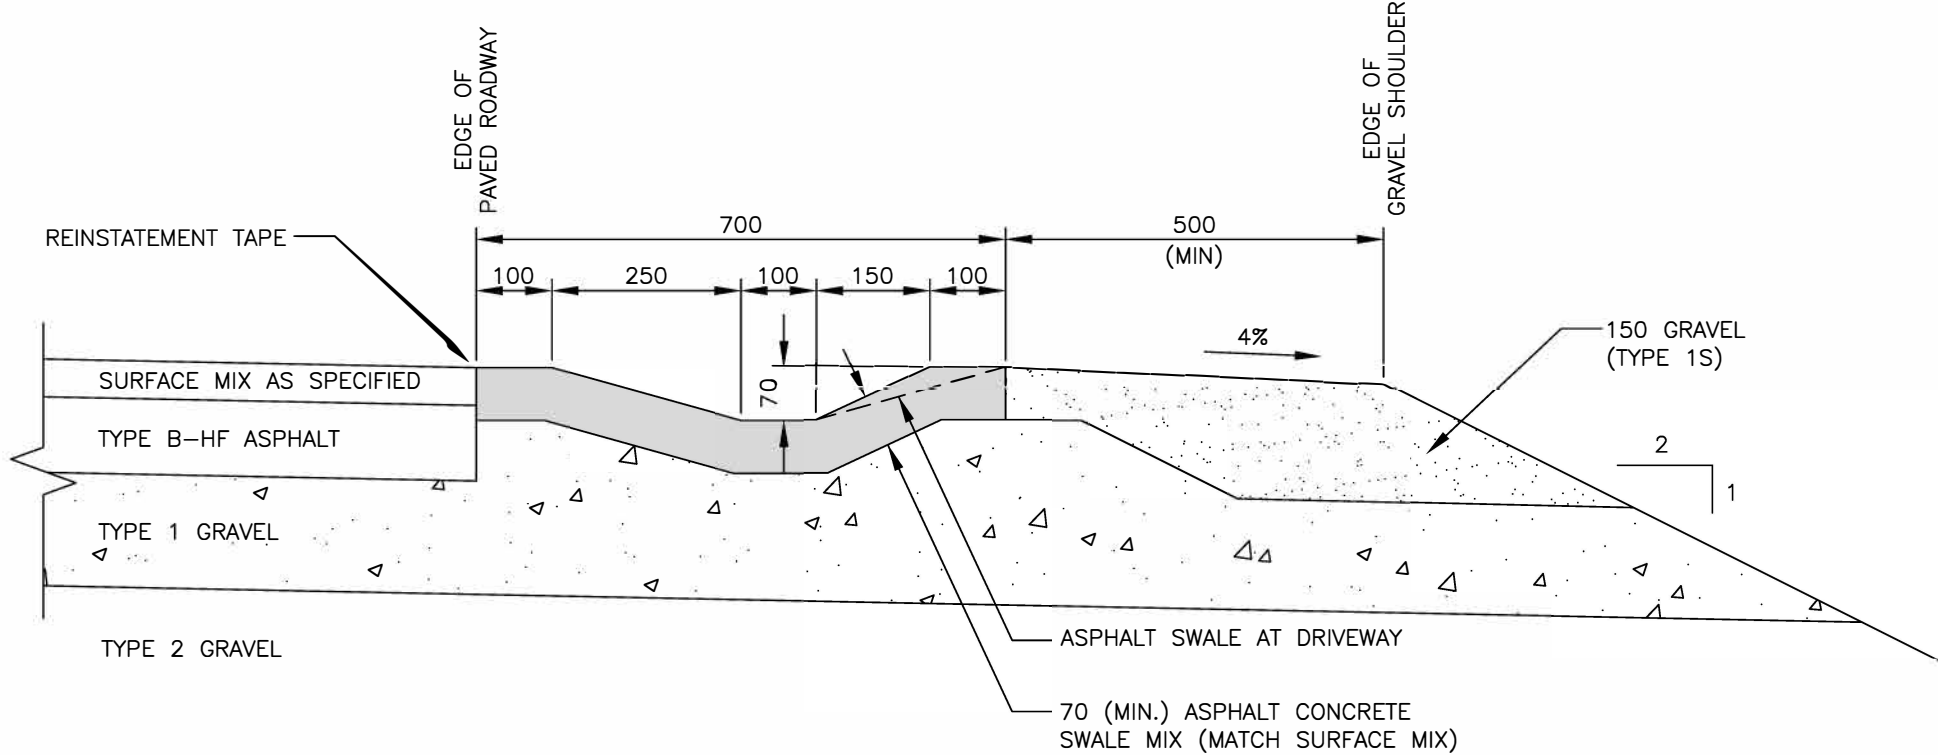 EDGE OF
PAVED ROADWAY
EDGE OF
GRAVEL SHOULDER
REINSTATEMENT TAPE
700
500
(MIN)
100
250
100
150
100
70
4%
150 GRAVEL
(TYPE 1S)
SURFACE MIX AS SPECIFIED
TYPE B-HF ASPHALT
2
1
TYPE 1 GRAVEL
TYPE 2 GRAVEL
ASPHALT SWALE AT DRIVEWAY
70 (MIN.) ASPHALT CONCRETE
SWALE MIX (MATCH SURFACE MIX)